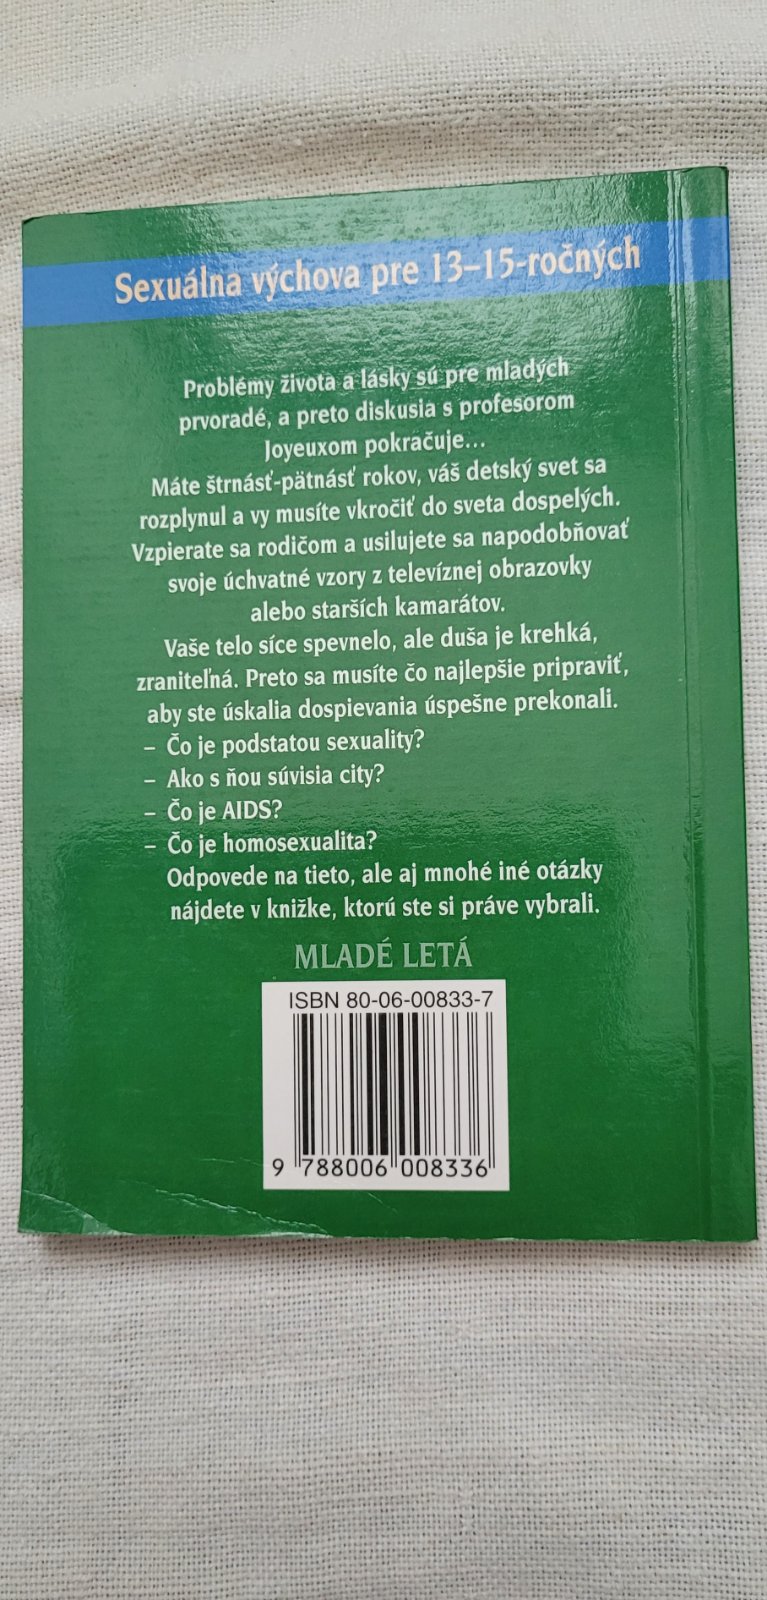 Sexuálna výchova pre 13–15-ročných
Problémy života a lásky sú pre mladých
prvoradé, a preto diskusia s profesorom
Joyeuxom pokračuje...
Máte štrnásť-pätnásť rokov, váš detský svet sa
rozplynul a vy musíte vkročiť do sveta dospelých.
Vzpierate sa rodičom a usilujete sa napodobňovať
svoje úchvatné vzory z televíznej obrazovky
alebo starších kamarátov.
Vaše telo síce spevnelo, ale duša je krehká,
zraniteľná. Preto sa musíte čo najlepšie pripraviť,
aby ste úskalia dospievania úspešne prekonali.
– Čo je podstatou sexuality?
– Ako s ňou súvisia city?
– Čo je AIDS?
– Čo je homosexualita?
Odpovede na tieto, ale aj mnohé iné otázky
nájdete v knižke, ktorú ste si práve vybrali.
MLADÉ LETÁ
ISBN 80-06-00833-7
9 788006 008336